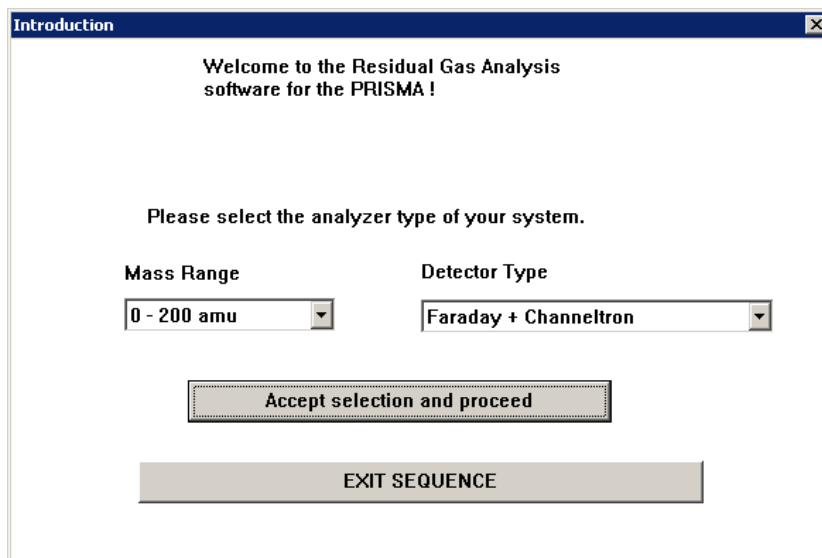 Introduction
Welcome to the Residual Gas Analysis
software for the PRISMA !
Please select the analyzer type of your system.
Mass Range
Detector Type
0 - 200 amu
Faraday + Channeltron
Accept selection and proceed
EXIT SEQUENCE